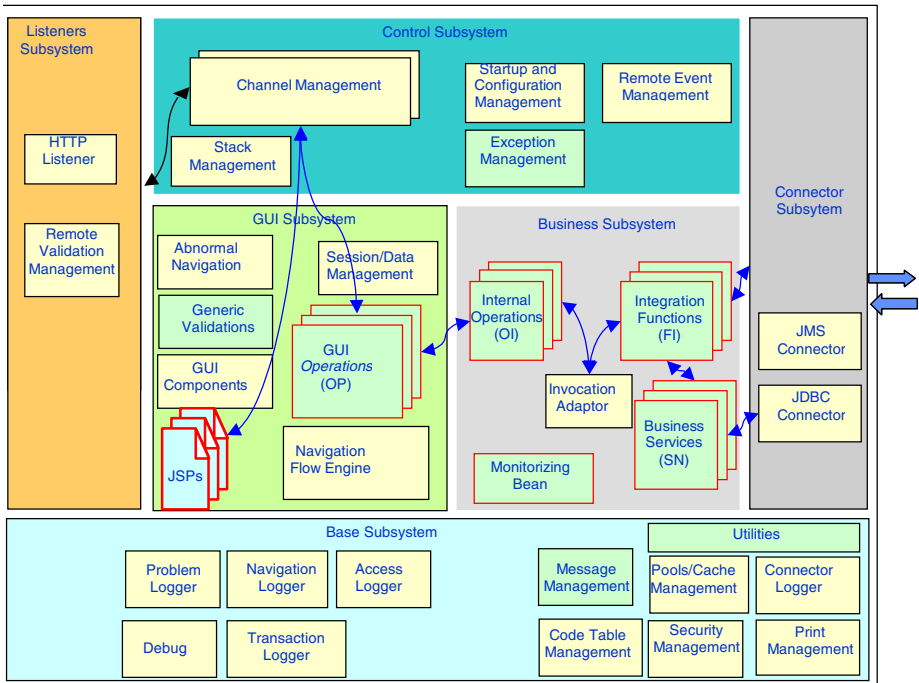 Listeners
Subsystem
HTTP
Listener
Remote
Validation
Management
Control Subsystem
Channel Management
Stack
Management
Startup and
Configuration
Management
Remote Event
Management
Exception
Management
GUI Subsystem
Abnormal
Navigation
Session/Data
Management
Generic
Validations
GUI
Components
GUI
Operations
(OP)
JSPs
Navigation
Flow Engine
Business Subsystem
Internal
Operations
(OI)
Integration
Functions
(FI)
Invocation
Adaptor
Business
Services
(SN)
Monitorizing
Bean
Connector
Subsytem
JMS
Connector
JDBC
Connector
Base Subsystem
Problem
Logger
Navigation
Logger
Access
Logger
Debug
Transaction
Logger
Message
Management
Code Table
Management
Utilities
Pools/Cache
Management
Connector
Logger
Security
Management
Print
Management